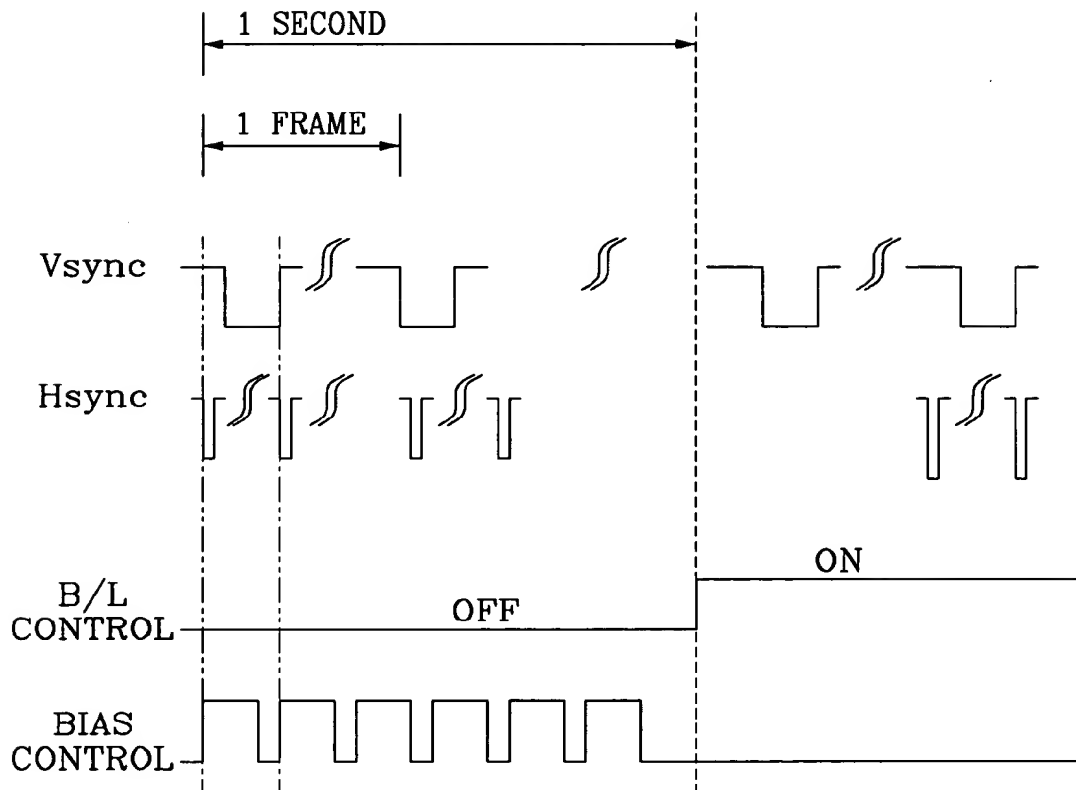 1 SECOND
1 FRAME
Vsync
Hsync
ON
B/L
CONTROL
OFF
BIAS
CONTROL